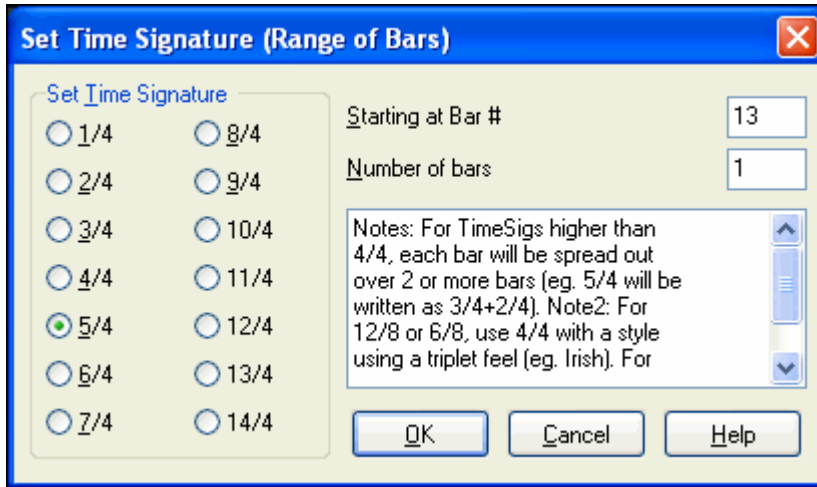 Set Time Signature (Range of Bars)
Set Time Signature
1/4
2/4
3/4
4/4
5/4
6/4
7/4
8/4
9/4
10/4
11/4
12/4
13/4
14/4
Starting at Bar # 13
Number of bars 1
Notes: For TimeSigs higher than
4/4, each bar will be spread out
over 2 or more bars (eg. 5/4 will be
written as 3/4+2/4). Note2: For
12/8 or 6/8, use 4/4 with a style
using a triplet feel (eg. Irish). For
OK Cancel Help